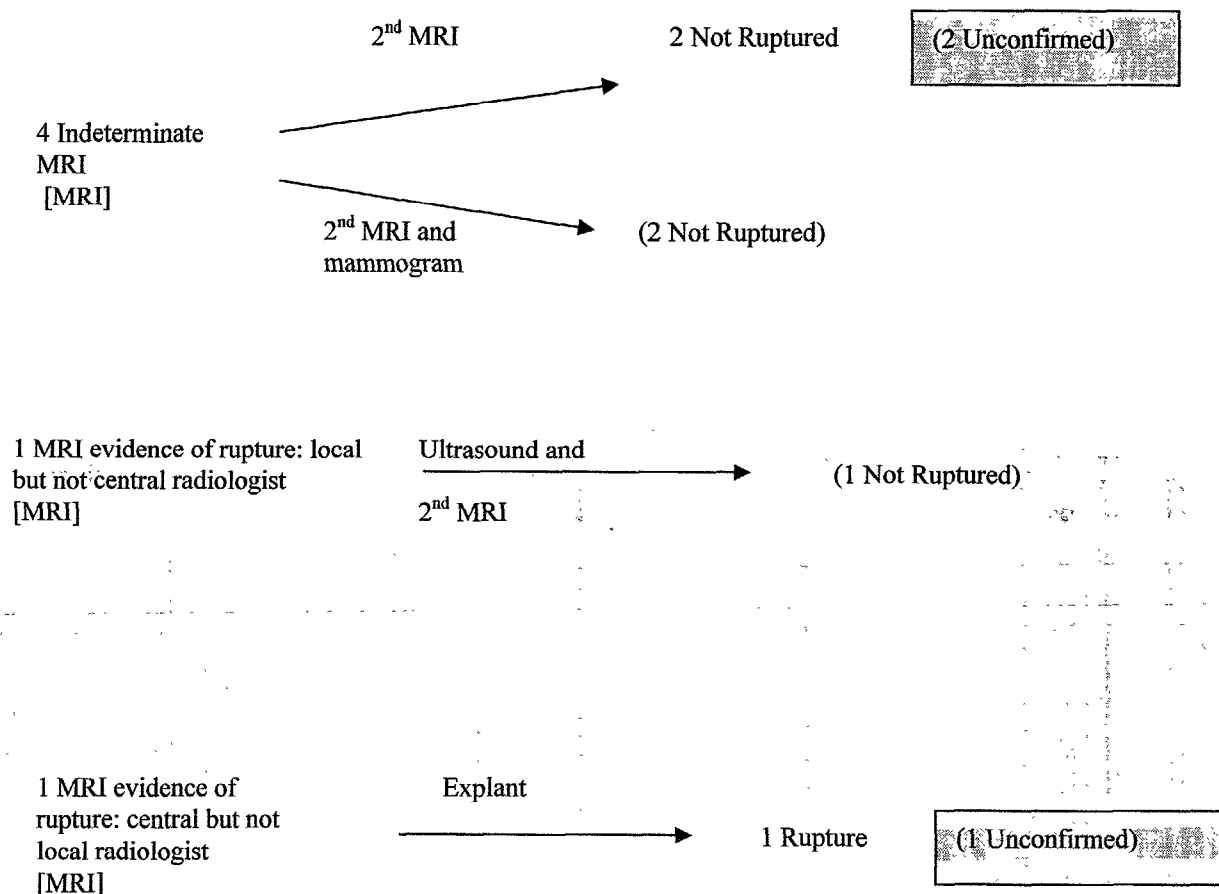 2nd MRI
2 Not Ruptured
(2 Unconfirmed)
4 Indeterminate
MRI
[MRI]
2nd MRI and
mammogram
(2 Not Ruptured)
1 MRI evidence of rupture: local
but not central radiologist
[MRI]
Ultrasound and
2nd MRI
(1 Not Ruptured)
1 MRI evidence of
rupture: central but not
local radiologist
[MRI]
Explant
1 Rupture
(1 Unconfirmed)